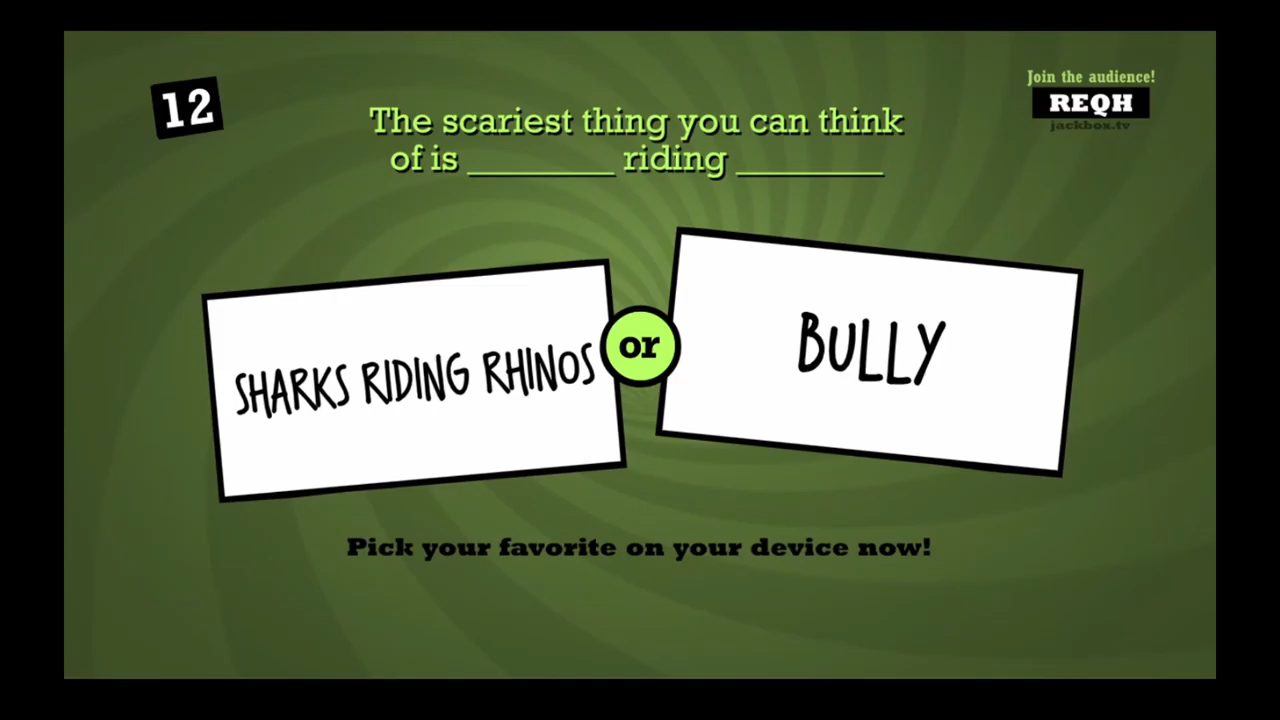 12
Join the audience!
REQH
jackbox.tv
The scariest thing you can think
of is ________ riding ________
SHARKS RIDING RHINOS
or
BULLY
Pick your favorite on your device now!